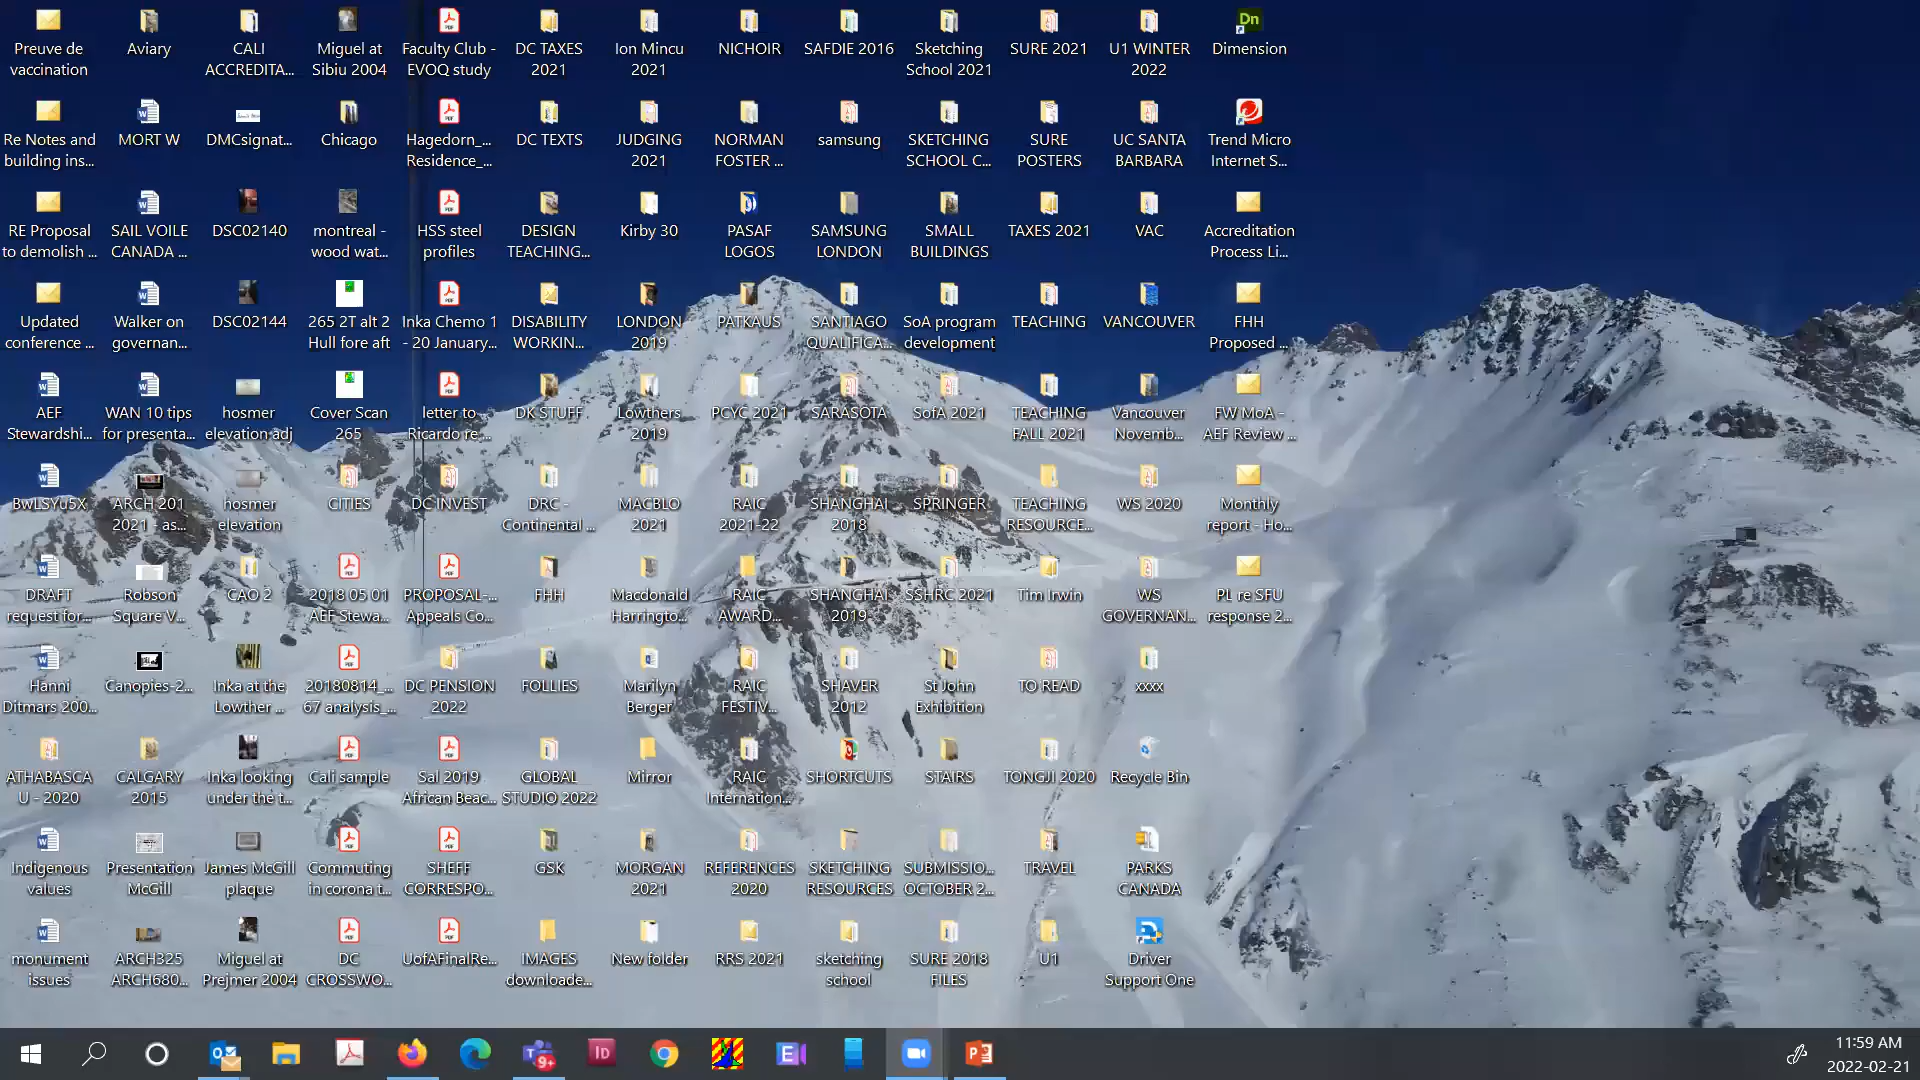 Preuve de
vaccination
Aviary
CALI
ACCREDITA...
Miguel at
Sibiu 2004
Faculty Club -
EVOQ study
DC TAXES
2021
Ion Mincu
2021
NICHOIR
SAFDIE 2016
Sketching
School 2021
SURE 2021
U1 WINTER
2022
Dimension
Re Notes and
building ins...
MORT W
DMCsignat...
Chicago
Hagedorn_...
Residence_...
DC TEXTS
JUDGING
2021
NORMAN
FOSTER ...
samsung
SKETCHING
SCHOOL C...
SURE
POSTERS
UC SANTA
BARBARA
Trend Micro
Internet S...
RE Proposal
to demolish ...
SAIL VOILE
CANADA ...
DSC02140
montreal -
wood wat...
HSS steel
profiles
DESIGN
TEACHING...
Kirby 30
PASAF
LOGOS
SAMSUNG
LONDON
SMALL
BUILDINGS
TAXES 2021
VAC
Accreditation
Process Li...
Updated
conference ...
Walker on
governan...
DSC02144
265 2T alt 2
Hull fore aft
Inka Chemo 1
- 20 January...
DISABILITY
WORKIN...
LONDON
2019
PATKAUS
SANTIAGO
QUALIFICA...
SoA program
development
TEACHING
VANCOUVER
FHH
Proposed ...
AEF
Stewardshi...
WAN 10 tips
for presenta...
hosmer
elevation adj
Cover Scan
265
letter to
Ricardo re ...
DK STUFF
Lowthers
2019
PCYC 2021
SARASOTA
SofA 2021
TEACHING
FALL 2021
Vancouver
Novemb...
FW MoA -
AEF Review ...
BwLSYu5X
ARCH 201
2021 - as...
hosmer
elevation
CITIES
DC INVEST
DRC -
Continental ...
MACBLO
2021
RAIC
2021-22
SHANGHAI
2018
SPRINGER
TEACHING
RESOURCE...
WS 2020
Monthly
report - Ho...
DRAFT
request for...
Robson
Square V...
CAO 2
2018 05 01
AEF Stewa...
PROPOSAL-...
Appeals Co...
FHH
Macdonald
Harringto...
RAIC
AWARD...
SHANGHAI
2019
SSHRC 2021
Tim Irwin
WS
GOVERNAN...
PL re SFU
response 2...
Hanni
Ditmars 200...
Canopies-2...
Inka at the
Lowther ...
20180814_...
67 analysis_...
DC PENSION
2022
FOLLIES
Marilyn
Berger
RAIC
FESTIV...
SHAVER
2012
St John
Exhibition
TO READ
xxxx
ATHABASCA
U - 2020
CALGARY
2015
Inka looking
under the t...
Cali sample
Sal 2019
African Beac...
GLOBAL
STUDIO 2022
Mirror
RAIC
Internation...
SHORTCUTS
STAIRS
TONGJI 2020
Recycle Bin
Indigenous
values
Presentation
McGill
James McGill
plaque
Commuting
in corona t...
SHEFF
CORRESPO...
GSK
MORGAN
2021
REFERENCES
2020
SKETCHING
RESOURCES
SUBMISSIO...
OCTOBER 2...
TRAVEL
PARKS
CANADA
monument
issues
ARCH325
ARCH680...
Miguel at
Prejmer 2004
DC
CROSSWO...
UofAFinalRe...
IMAGES
downloade...
New folder
RRS 2021
sketching
school
SURE 2018
FILES
U1
Driver
Support One
11:59 AM
2022-02-21